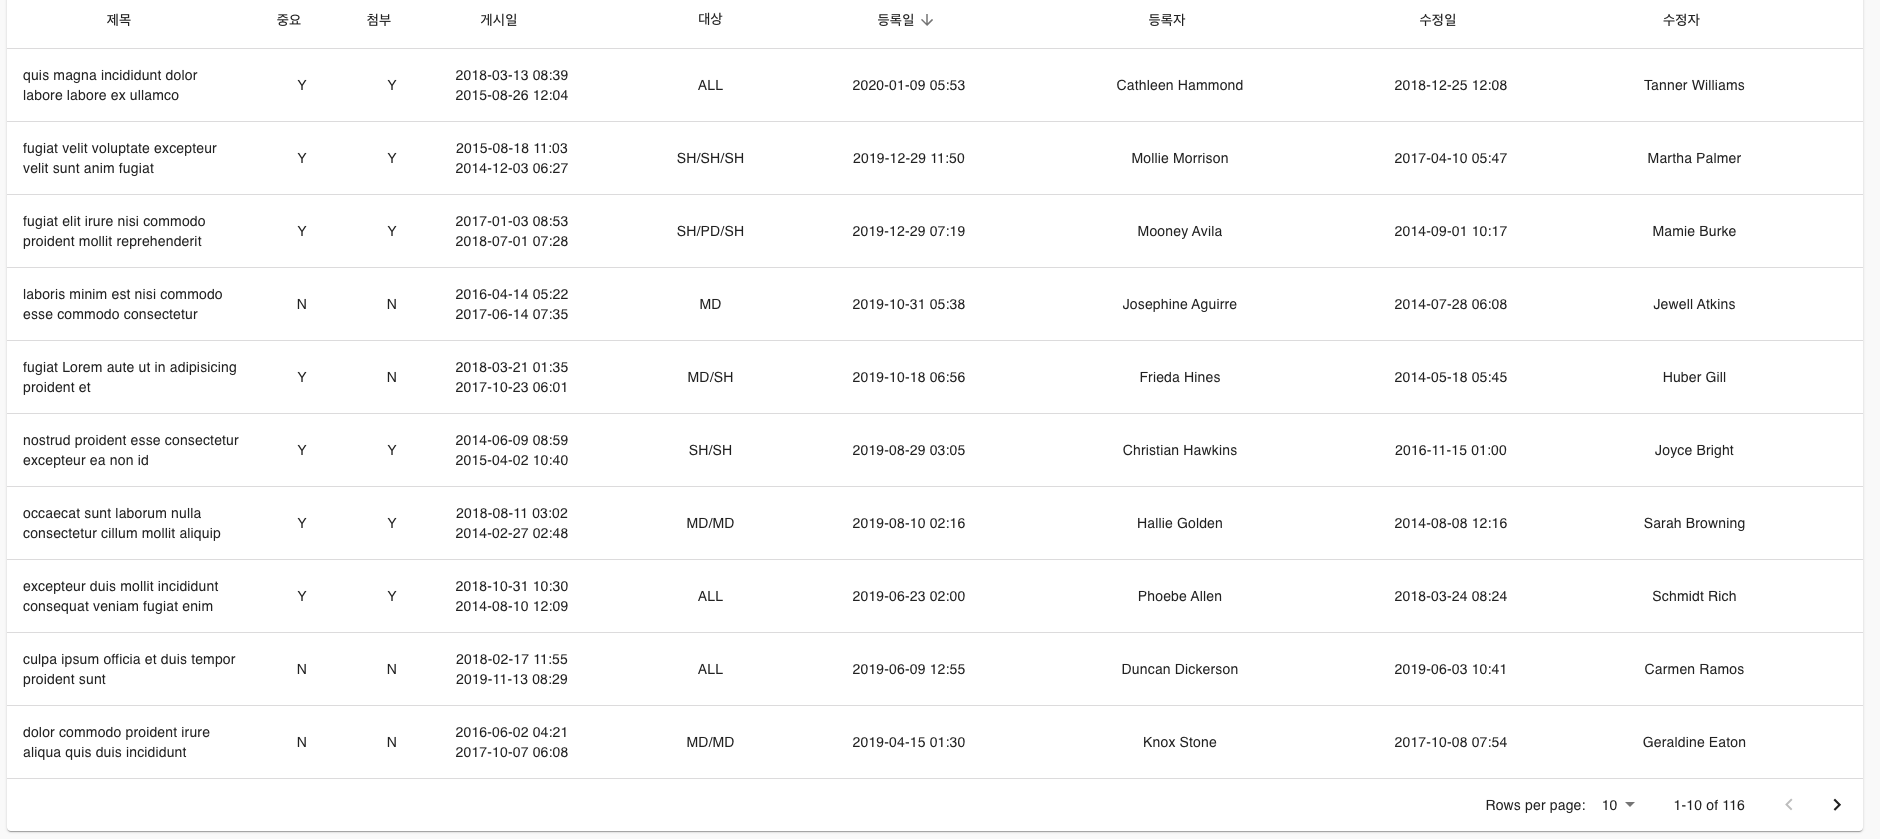 제목 중요 첨부 게시일 대상 등록일 등록자 수정일 수정자
quis magna incididunt dolor
labore labore ex ullamco
Y Y
2018-03-13 08:39
2015-08-26 12:04
ALL 2020-01-09 05:53 Cathleen Hammond 2018-12-25 12:08 Tanner Williams
fugiat velit voluptate excepteur
velit sunt anim fugiat
Y Y
2015-08-18 11:03
2014-12-03 06:27
SH/SH/SH 2019-12-29 11:50 Mollie Morrison 2017-04-10 05:47 Martha Palmer
fugiat elit irure nisi commodo
proident mollit reprehenderit
Y Y
2017-01-03 08:53
2018-07-01 07:28
SH/PD/SH 2019-12-29 07:19 Mooney Avila 2014-09-01 10:17 Mamie Burke
laboris minim est nisi commodo
esse commodo consectetur
N N
2016-04-14 05:22
2017-06-14 07:35
MD 2019-10-31 05:38 Josephine Aguirre 2014-07-28 06:08 Jewell Atkins
fugiat Lorem aute ut in adipisicing
proident et
Y N
2018-03-21 01:35
2017-10-23 06:01
MD/SH 2019-10-18 06:56 Frieda Hines 2014-05-18 05:45 Huber Gill
nostrud proident esse consectetur
excepteur ea non id
Y Y
2014-06-09 08:59
2015-04-02 10:40
SH/SH 2019-08-29 03:05 Christian Hawkins 2016-11-15 01:00 Joyce Bright
occaecat sunt laborum nulla
consectetur cillum mollit aliquip
Y Y
2018-08-11 03:02
2014-02-27 02:48
MD/MD 2019-08-10 02:16 Hallie Golden 2014-08-08 12:16 Sarah Browning
excepteur duis mollit incididunt
consequat veniam fugiat enim
Y Y
2018-10-31 10:30
2014-08-10 12:09
ALL 2019-06-23 02:00 Phoebe Allen 2018-03-24 08:24 Schmidt Rich
culpa ipsum officia et duis tempor
proident sunt
N N
2018-02-17 11:55
2019-11-13 08:29
ALL 2019-06-09 12:55 Duncan Dickerson 2019-06-03 10:41 Carmen Ramos
dolor commodo proident irure
aliqua quis duis incididunt
N N
2016-06-02 04:21
2017-10-07 06:08
MD/MD 2019-04-15 01:30 Knox Stone 2017-10-08 07:54 Geraldine Eaton
Rows per page: 10 1-10 of 116